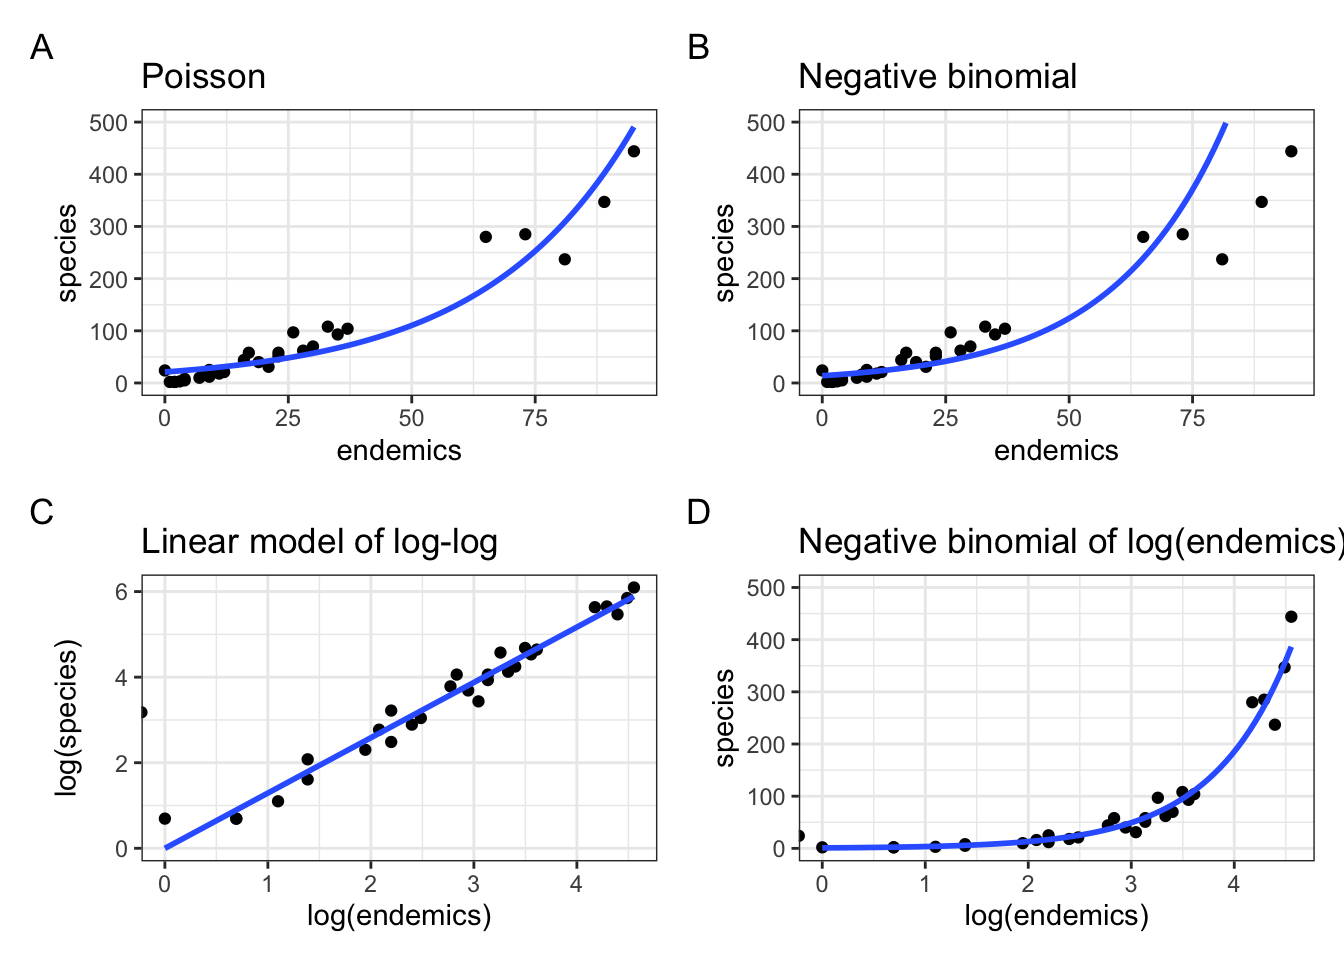 A
Poisson
500
400
300
200
100
0
species
0 25 50 75
endemics
B
Negative binomial
500
400
300
200
100
0
species
0 25 50 75
endemics
C
Linear model of log-log
6
4
2
0
log(species)
0 1 2 3 4
log(endemics)
D
Negative binomial of log(endemics)
500
400
300
200
100
0
species
0 1 2 3 4
log(endemics)